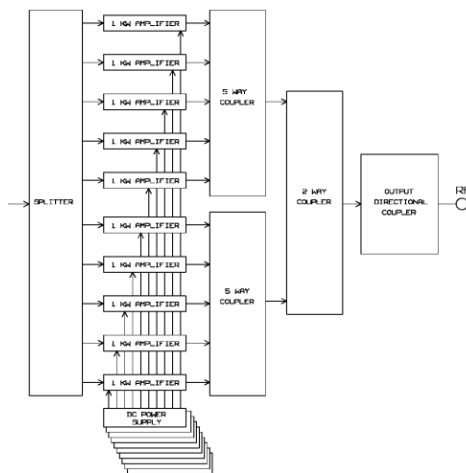 1 KW AMPLIFIER
1 KW AMPLIFIER
1 KW AMPLIFIER
1 KW AMPLIFIER
1 KW AMPLIFIER
1 KW AMPLIFIER
1 KW AMPLIFIER
1 KW AMPLIFIER
1 KW AMPLIFIER
1 KW AMPLIFIER
SPLITTER
5 WAY
COUPLER
5 WAY
COUPLER
2 WAY
COUPLER
OUTPUT
DIRECTIONAL
COUPLER
DC POWER
SUPPLY